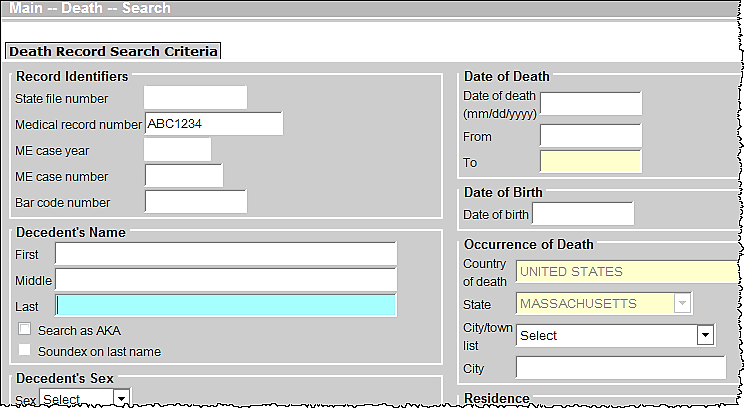 Main -- Death -- Search
Death Record Search Criteria
Record Identifiers
State file number
Medical record number ABC1234
ME case year
ME case number
Bar code number
Decedent's Name
First
Middle
Last
Search as AKA
Soundex on last name
Decedent's Sex
Sex Select
Date of Death
Date of death
(mm/dd/yyyy)
From
To
Date of Birth
Date of birth
Occurrence of Death
Country
of death UNITED STATES
State MASSACHUSETTS
City/town
list Select
City
Residence